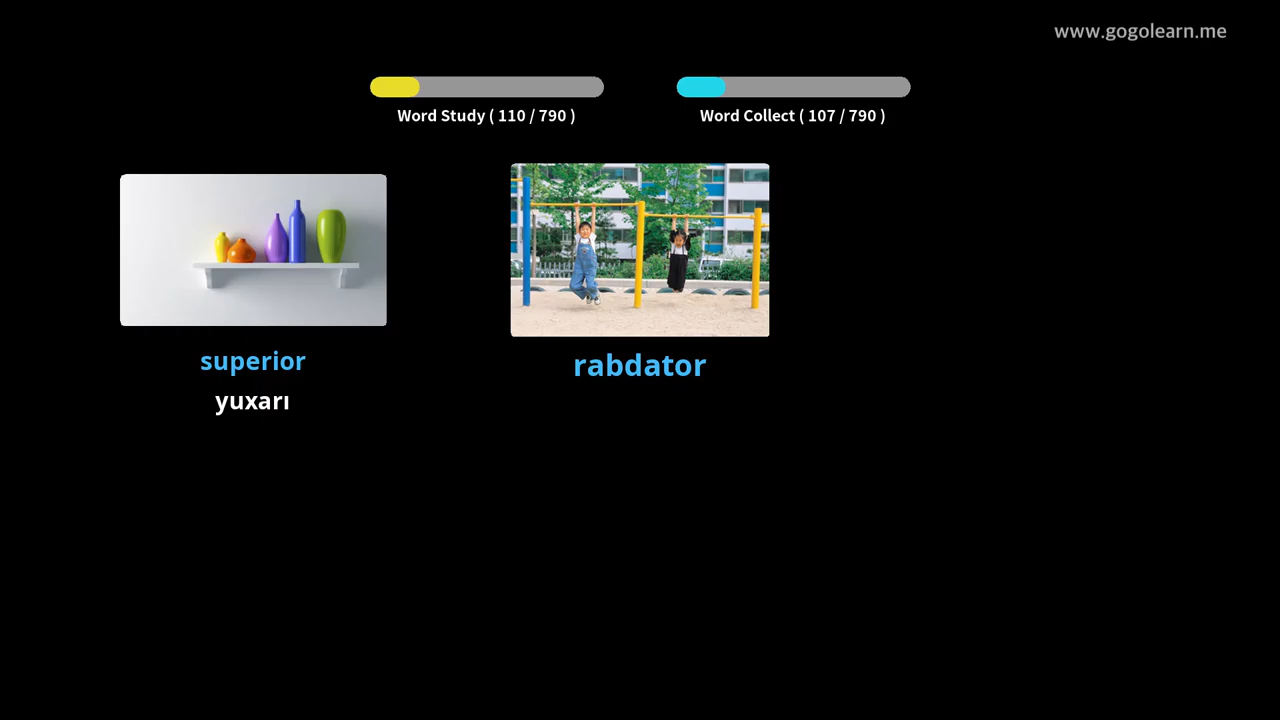 www.gogolearn.me
Word Study ( 110 / 790 )
Word Collect ( 107 / 790 )
superior
yuxarı
rabdator